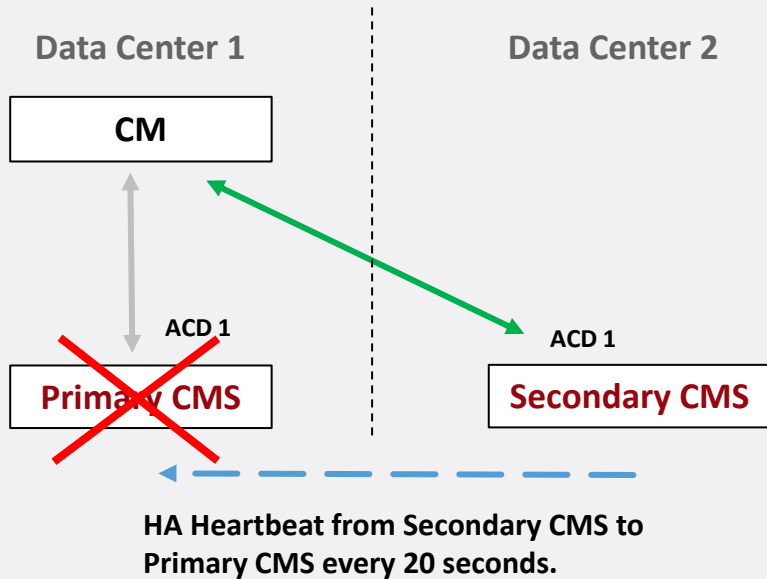 Data Center 1
Data Center 2
CM
ACD 1
ACD 1
Primary CMS
Secondary CMS
HA Heartbeat from Secondary CMS to
Primary CMS every 20 seconds.